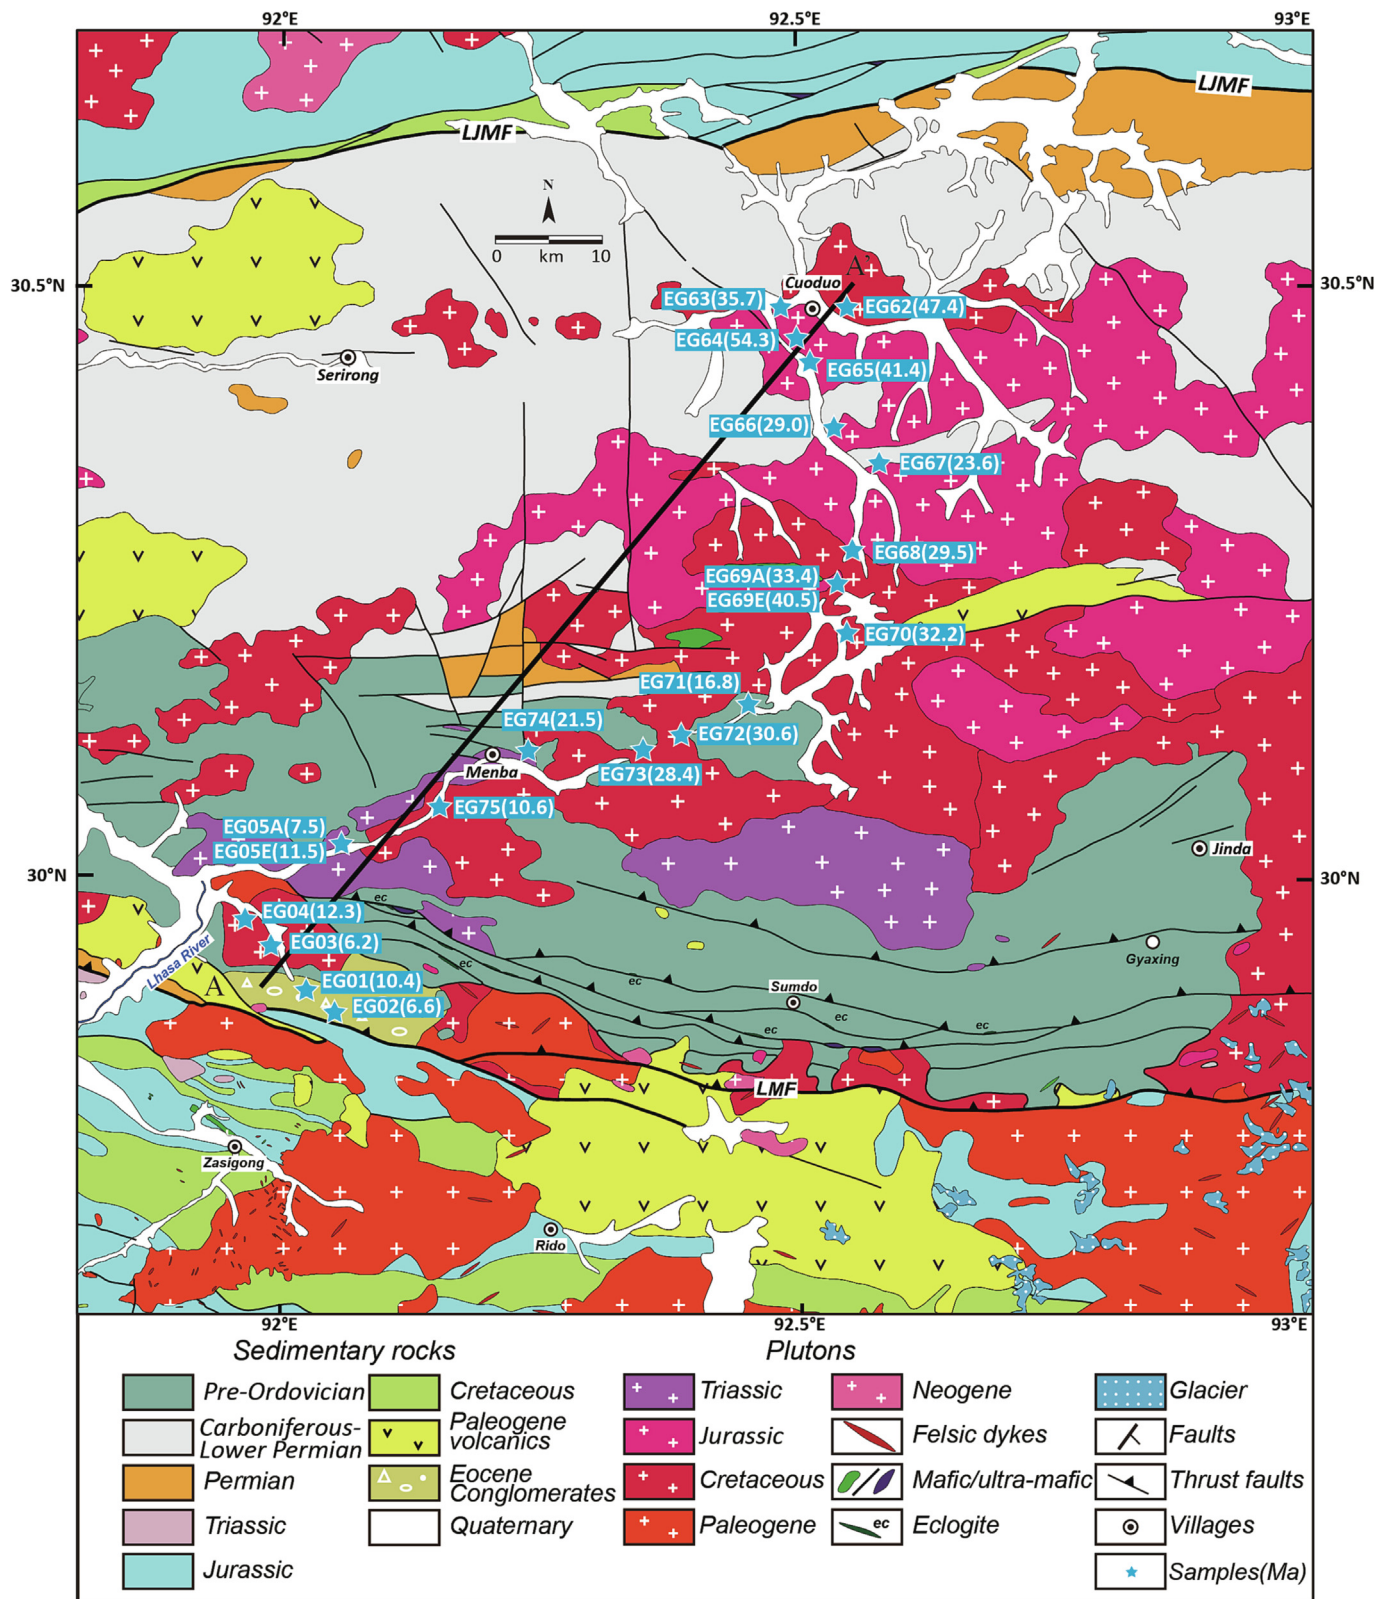 92°E
92.5°E
93°E
LJMF
LJMF
N
0 km 10
30.5°N
30.5°N
A'
Cuoduo
EG63(35.7)
EG62(47.4)
EG64(54.3)
EG65(41.4)
Serirong
EG66(29.0)
EG67(23.6)
EG68(29.5)
EG69A(33.4)
EG69E(40.5)
EG70(32.2)
EG71(16.8)
EG74(21.5)
EG72(30.6)
Menba
EG73(28.4)
EG75(10.6)
EG05A(7.5)
EG05E(11.5)
Jinda
30°N
30°N
ec
EG04(12.3)
EG03(6.2)
Lhasa River
Gyaxing
ec
ec
A
EG01(10.4)
Sumdo
EG02(6.6)
ec
ec
ec
LMF
Zasigong
Rido
92°E
92.5°E
93°E
Sedimentary rocks
Plutons
Pre-Ordovician
Cretaceous
Triassic
Neogene
Glacier
Carboniferous-
Lower Permian
Paleogene
volcanics
Jurassic
Felsic dykes
Faults
Permian
Eocene
Conglomerates
Cretaceous
Mafic/ultra-mafic
Thrust faults
Triassic
Quaternary
Paleogene
ec
Eclogite
Villages
Jurassic
Samples(Ma)